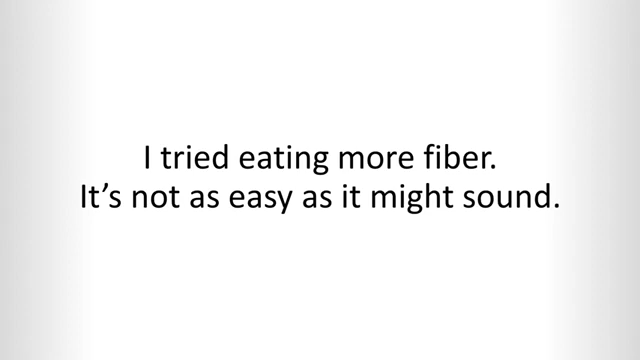 I tried eating more fiber.
It’s not as easy as it might sound.